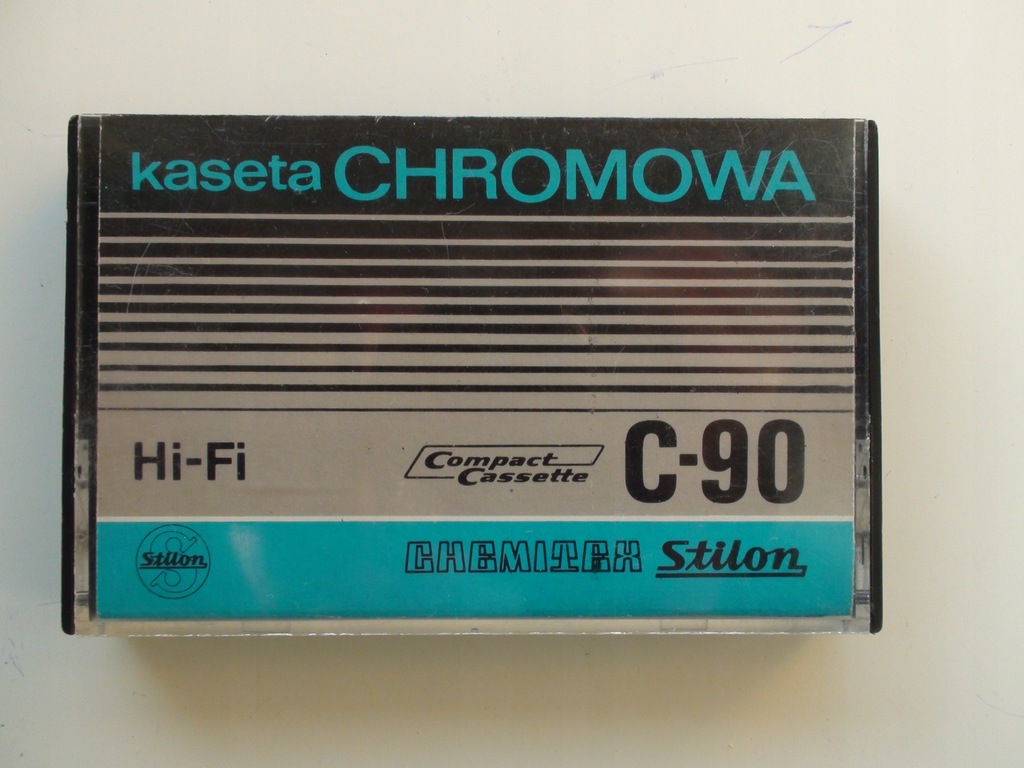 kaseta CHROMOWA
Hi-Fi
Compact Cassette
C-90
Stilon
S
CHEMITEX Stilon